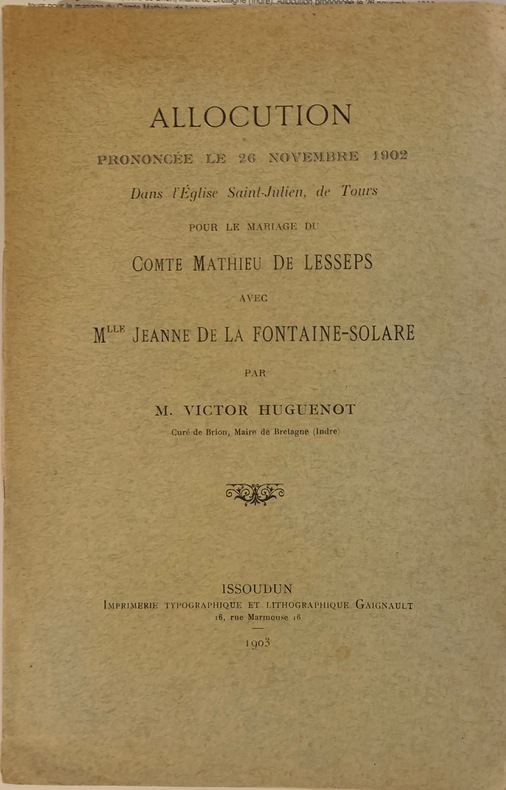 ALLOCUTION
PRONONCÉE LE 26 NOVEMBRE 1902
Dans l'Église Saint-Julien, de Tours
POUR LE MARIAGE DU
COMTE MATHIEU DE LESSEPS
AVEC
MLLE JEANNE DE LA FONTAINE-SOLARE
PAR
M. VICTOR HUGUENOT
Curé de Brion, Maire de Bretagne (Indre)
ISSOUDUN
IMPRIMERIE TYPOGRAPHIQUE ET LITHOGRAPHIQUE GAIGNAULT
16, rue Marmouse 16
1903